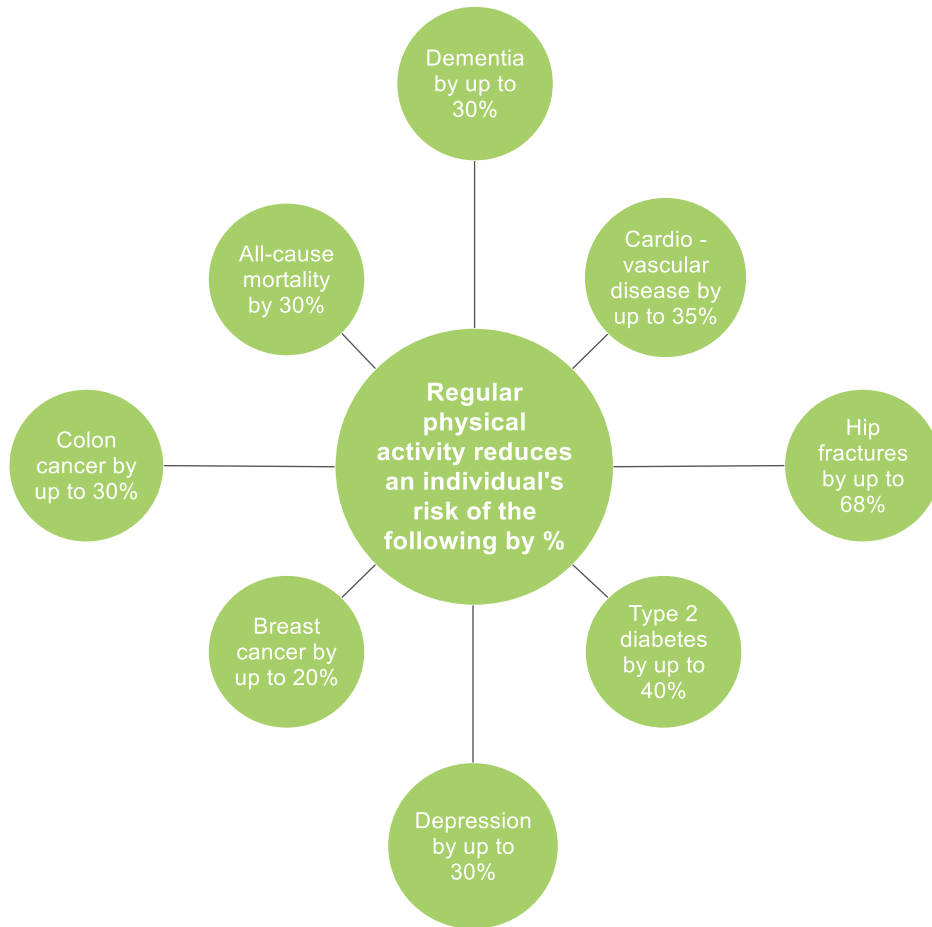 Dementia
by up to
30%
All-cause
mortality
by 30%
Cardio -
vascular
disease by
up to 35%
Regular
physical
activity reduces
an individual's
risk of the
following by %
Colon
cancer by
up to 30%
Hip
fractures
by up to
68%
Breast
cancer by
up to 20%
Type 2
diabetes
by up to
40%
Depression
by up to
30%